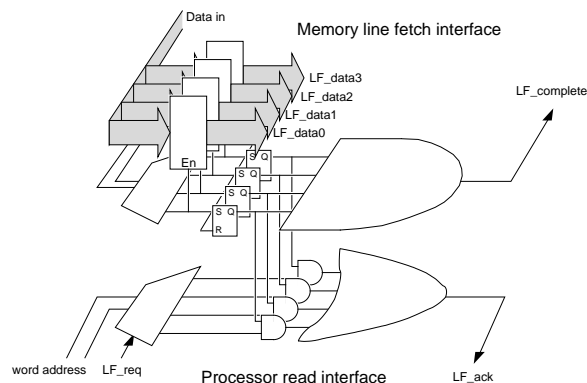 Data in
Memory line fetch interface
LF_data3
LF_data2
LF_complete
LF_data1
LF_data0
En
S Q
S Q
S Q
S Q
R
word address
LF_req
Processor read interface
LF_ack